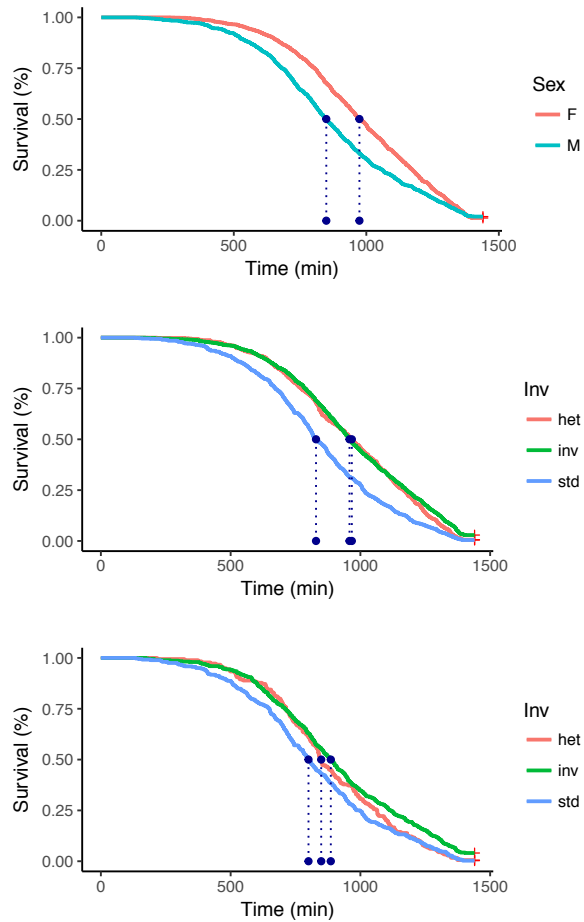 1.00
0.75
0.50
0.25
0.00
Survival (%)
0
500
1000
1500
Time (min)
Sex
F
M
1.00
0.75
0.50
0.25
0.00
Survival (%)
0
500
1000
1500
Time (min)
Inv
het
inv
std
1.00
0.75
0.50
0.25
0.00
Survival (%)
0
500
1000
1500
Time (min)
Inv
het
inv
std